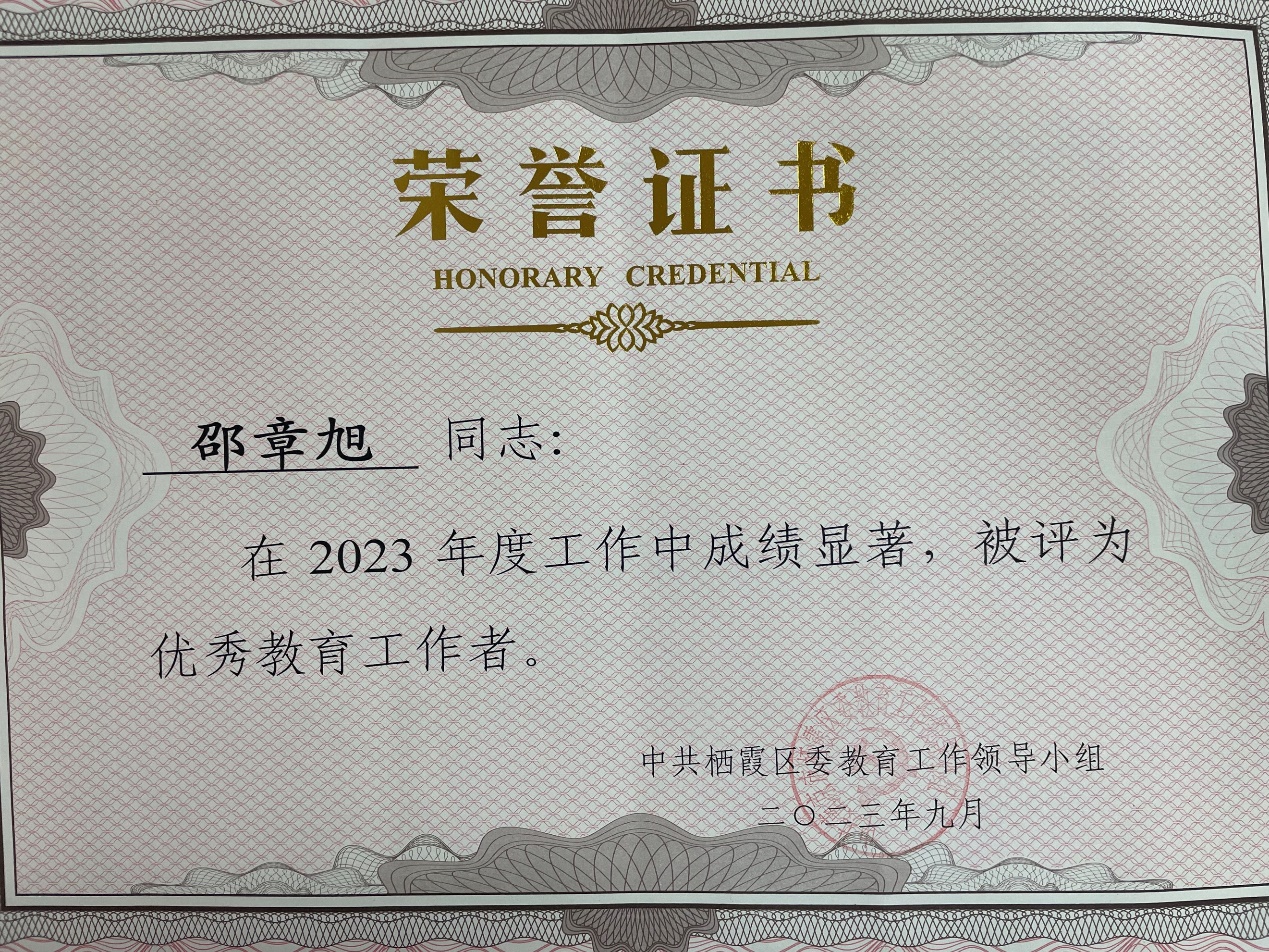 荣誉证书
HONORARY CREDENTIAL
邵章旭 同志:
在 2023 年度工作中成绩显著，被评为
优秀教育工作者。
中共栖霞区委教育工作领导小组
二〇二三年九月